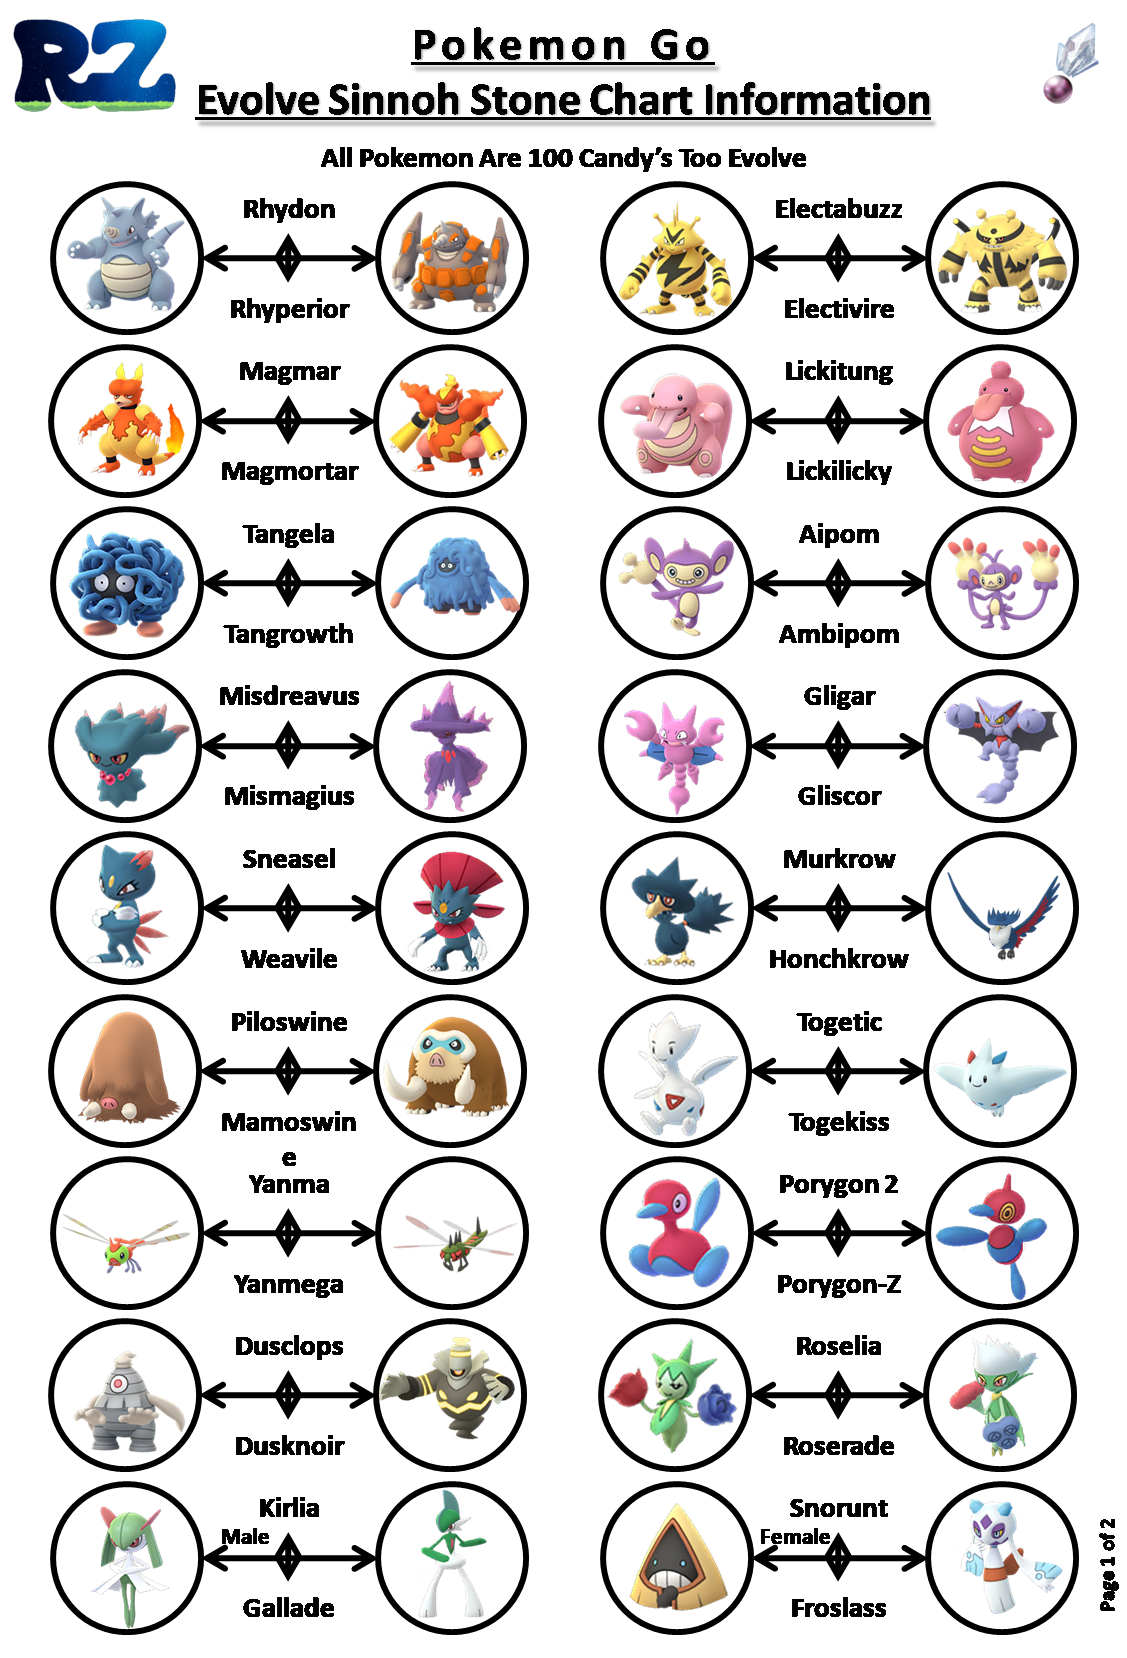 RZ
Pokemon Go
Evolve Sinnoh Stone Chart Information
All Pokemon Are 100 Candy's Too Evolve
Rhydon
Rhyperior
Electabuzz
Electivire
Magmar
Magmortar
Lickitung
Lickilicky
Tangela
Tangrowth
Aipom
Ambipom
Misdreavus
Mismagius
Gligar
Gliscor
Sneasel
Weavile
Murkrow
Honchkrow
Piloswine
Mamoswin
e
Togetic
Togekiss
Yanma
Yanmega
Porygon 2
Porygon-Z
Dusclops
Dusknoir
Roselia
Roserade
Kirlia
Male
Gallade
Snorunt
Female
Froslass
Page 1 of 2